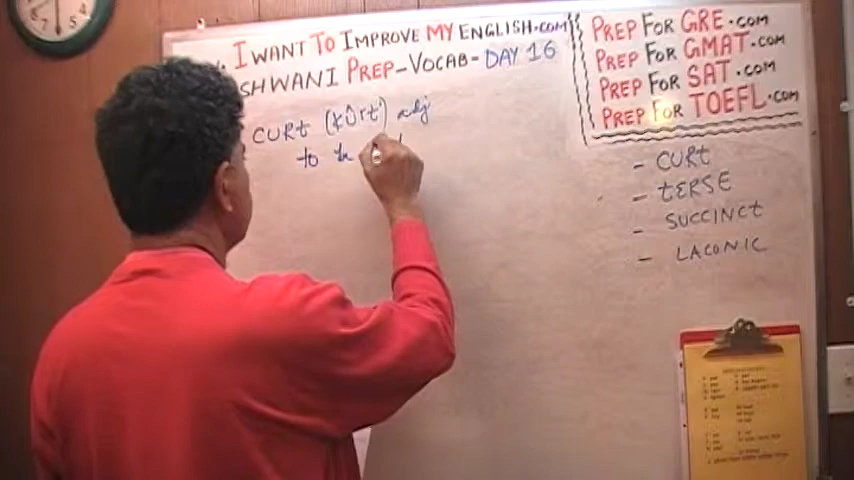 I WANT TO IMPROVE MY ENGLISH.COM
SHWANI PREP-VOCAB-DAY 16
PREP FOR GRE.COM
PREP FOR GMAT.COM
PREP FOR SAT.COM
PREP FOR TOEFL.COM
CURT (kûrt) adj
to the
- CURT
- TERSE
- SUCCINCT
- LACONIC